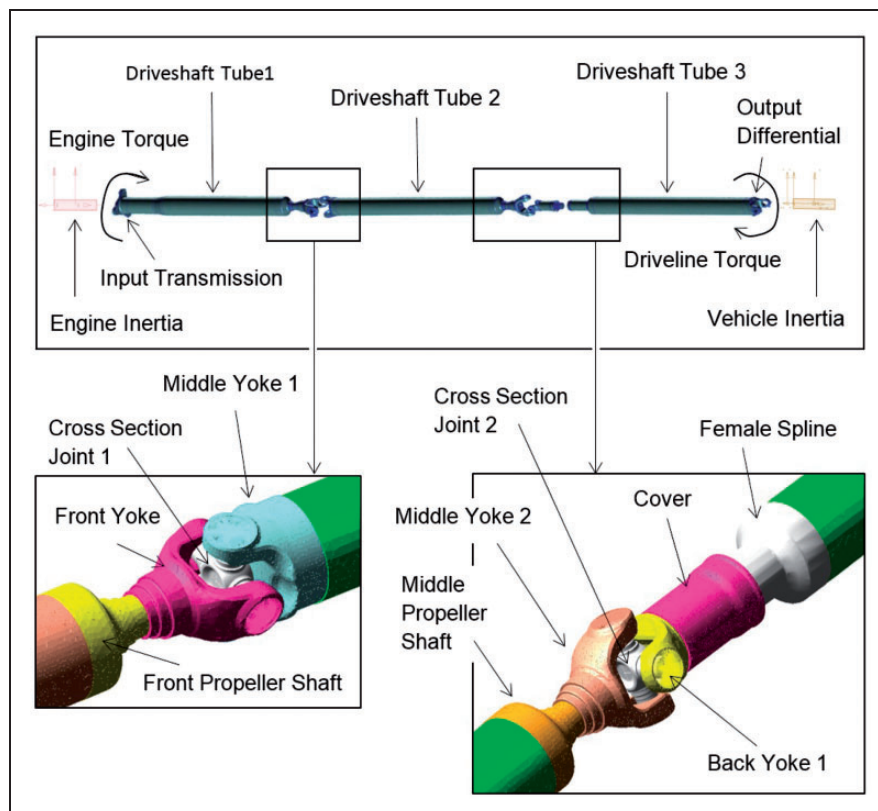 Driveshaft Tube1
Driveshaft Tube 2
Driveshaft Tube 3
Output
Differential
Engine Torque
Input Transmission
Engine Inertia
Driveline Torque
Vehicle Inertia
Middle Yoke 1
Cross Section
Joint 1
Front Yoke
Front Propeller Shaft
Cross Section
Joint 2
Female Spline
Cover
Middle Yoke 2
Middle
Propeller
Shaft
Back Yoke 1